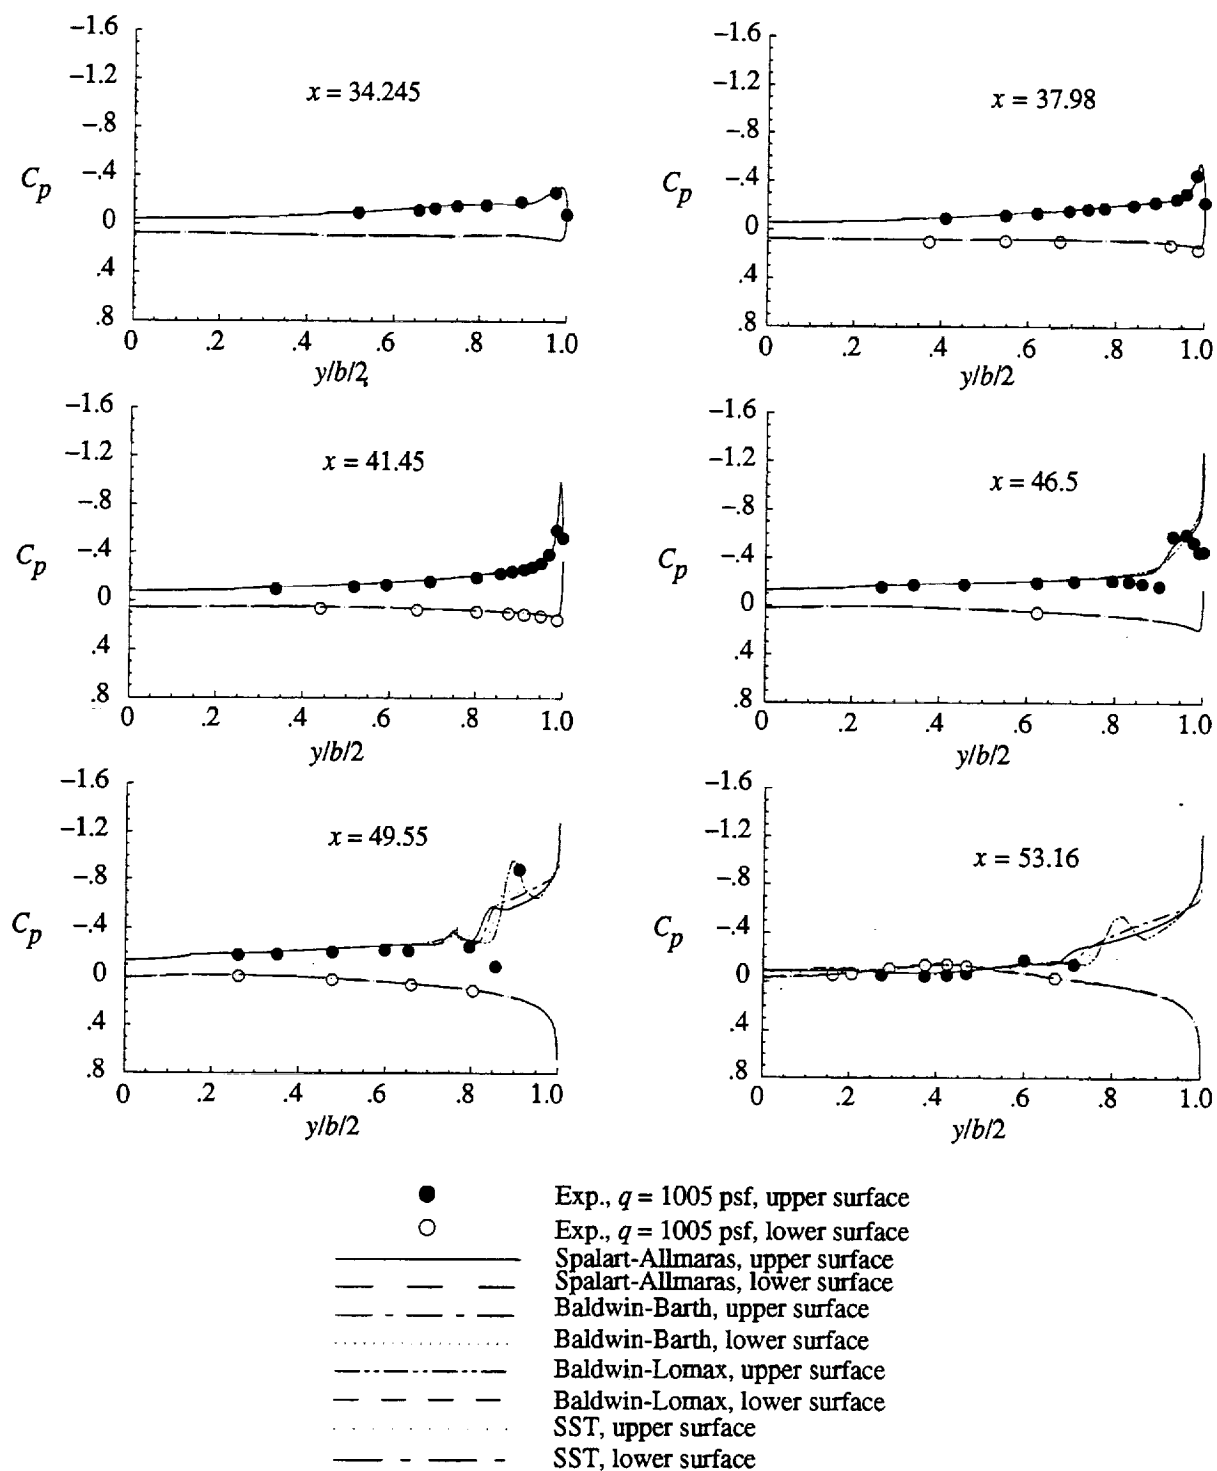 −1.6
−1.2
−.8
−.4
0
.4
.8
Cp
x = 34.245
0 .2 .4 .6 .8 1.0
y/b/2
−1.6
−1.2
−.8
−.4
0
.4
.8
Cp
x = 37.98
0 .2 .4 .6 .8 1.0
y/b/2
−1.6
−1.2
−.8
−.4
0
.4
.8
Cp
x = 41.45
0 .2 .4 .6 .8 1.0
y/b/2
−1.6
−1.2
−.8
−.4
0
.4
.8
Cp
x = 46.5
0 .2 .4 .6 .8 1.0
y/b/2
−1.6
−1.2
−.8
−.4
0
.4
.8
Cp
x = 49.55
0 .2 .4 .6 .8 1.0
y/b/2
−1.6
−1.2
−.8
−.4
0
.4
.8
Cp
x = 53.16
0 .2 .4 .6 .8 1.0
y/b/2
Exp., q = 1005 psf, upper surface
Exp., q = 1005 psf, lower surface
Spalart-Allmaras, upper surface
Spalart-Allmaras, lower surface
Baldwin-Barth, upper surface
Baldwin-Barth, lower surface
Baldwin-Lomax, upper surface
Baldwin-Lomax, lower surface
SST, upper surface
SST, lower surface